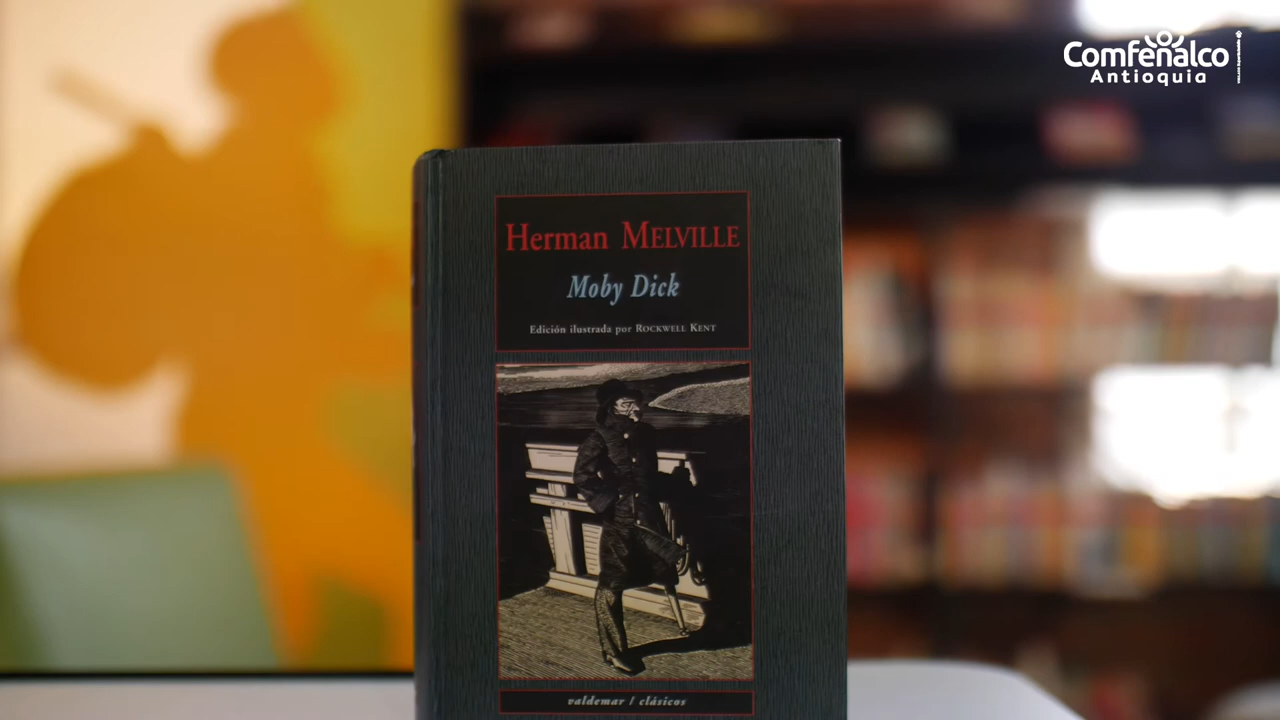 Comfenalco
Antioquia
Herman MELVILLE
Moby Dick
Edición ilustrada por ROCKWELL KENT
valdemar / clásicos